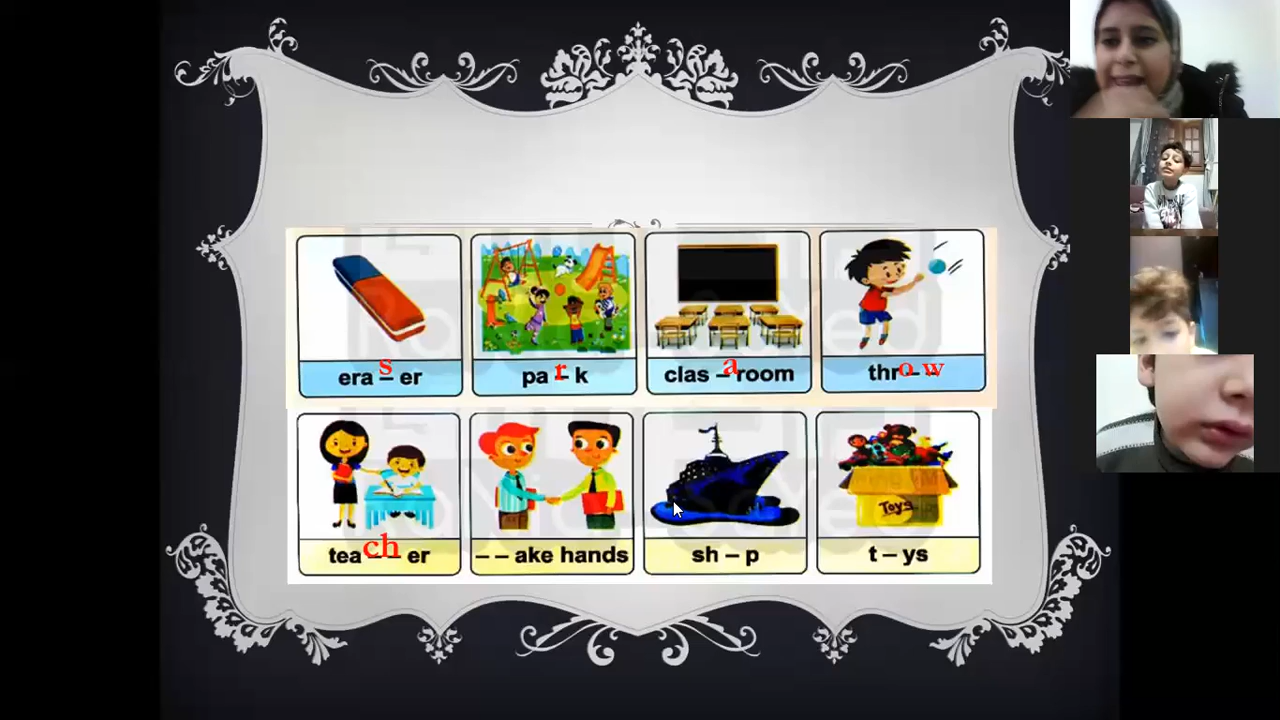 era – er
s
pa – k
r
clas – room
a
thr – –
o w
tea – – er
ch
– – ake hands
sh – p
Toys
t – ys